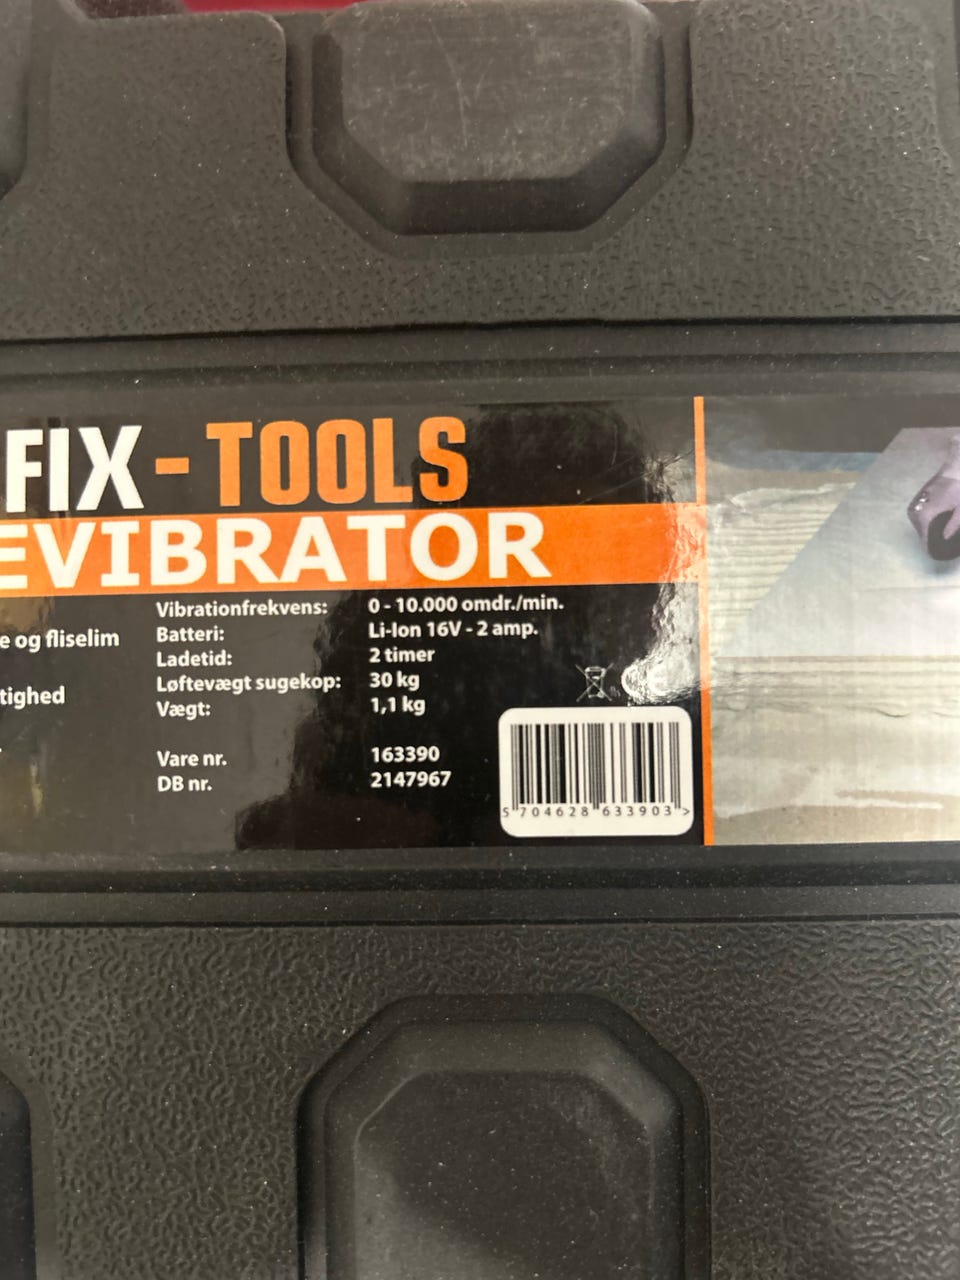 FIX-TOOLS
EVIBRATOR
e og fliselim
tighed
Vibrationfrekvens: 0 - 10.000 omdr./min.
Batteri: Li-Ion 16V - 2 amp.
Ladetid: 2 timer
Løftevægt sugekop: 30 kg
Vægt: 1,1 kg
Vare nr. 163390
DB nr. 2147967
CE
5 704628 633903 >